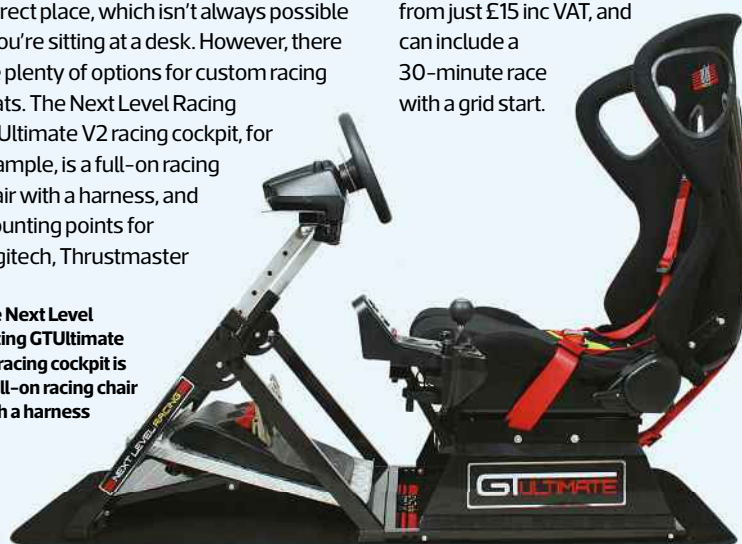 rrect place, which isn't always possible
ou're sitting at a desk. However, there
e plenty of options for custom racing
ats. The Next Level Racing
Ultimate V2 racing cockpit, for
ample, is a full-on racing
air with a harness, and
ounting points for
gitech, Thrustmaster
e Next Level
cing GTUltimate
racing cockpit is
ull-on racing chair
h a harness
from just £15 inc VAT, and
can include a
30-minute race
with a grid start.
NEXT LEVEL RACING
GTULTIMATE